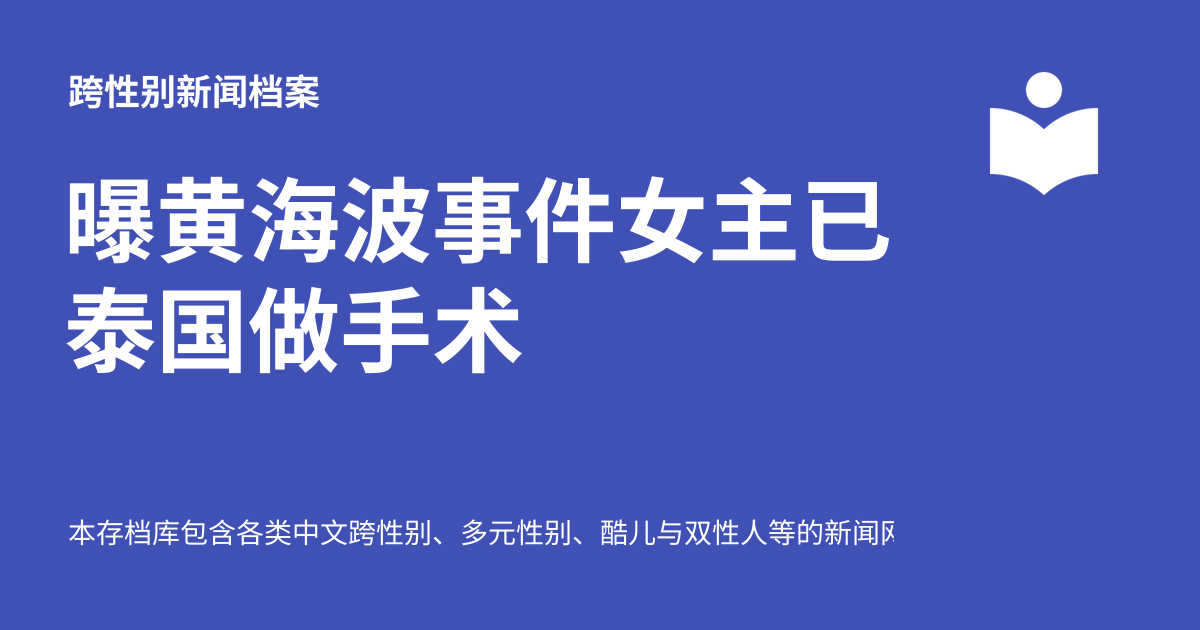 跨性别新闻档案
曝黄海波事件女主已
泰国做手术
本存档库包含各类中文跨性别、多元性别、酷儿与双性人等的新闻网